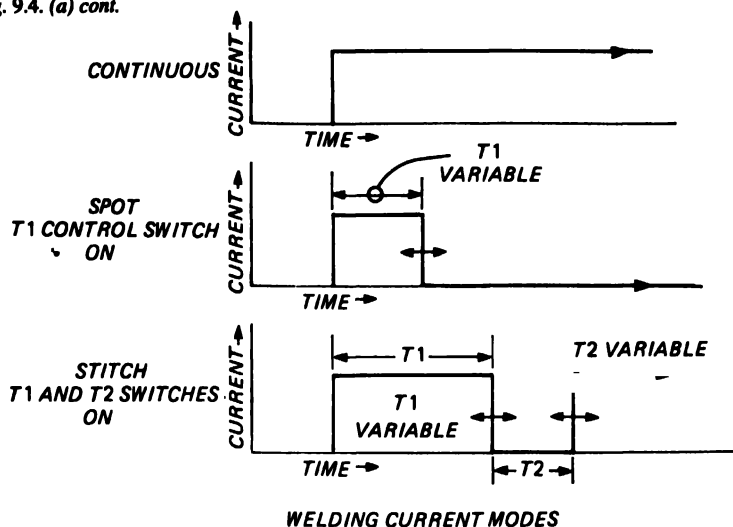 g. 9.4. (a) cont.
CONTINUOUS
CURRENT
TIME
T1
VARIABLE
SPOT
T1 CONTROL SWITCH
ON
CURRENT
TIME
STITCH
T1 AND T2 SWITCHES
ON
CURRENT
T1
T2 VARIABLE
T1
VARIABLE
TIME
T2
WELDING CURRENT MODES